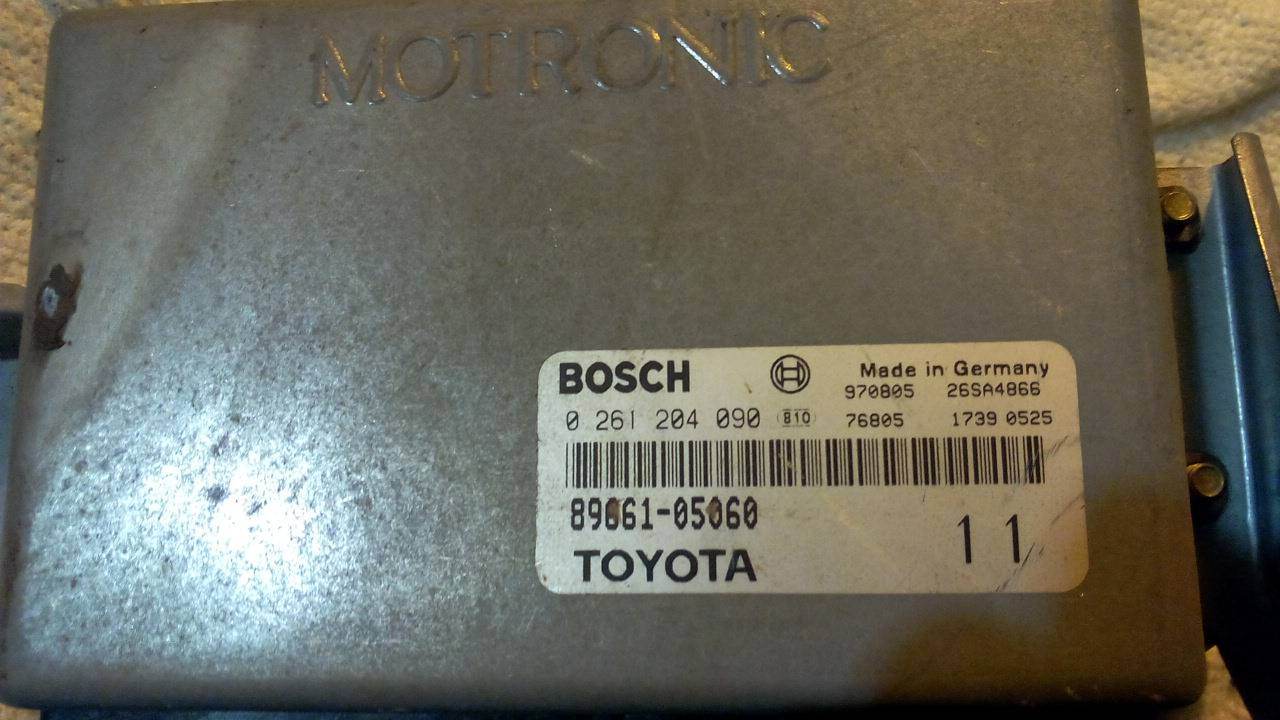 MOTRONIC
BOSCH Made in Germany
970805 26SA4866
0 261 204 090 810 76805 1739 0525
89661-05060
TOYOTA 11